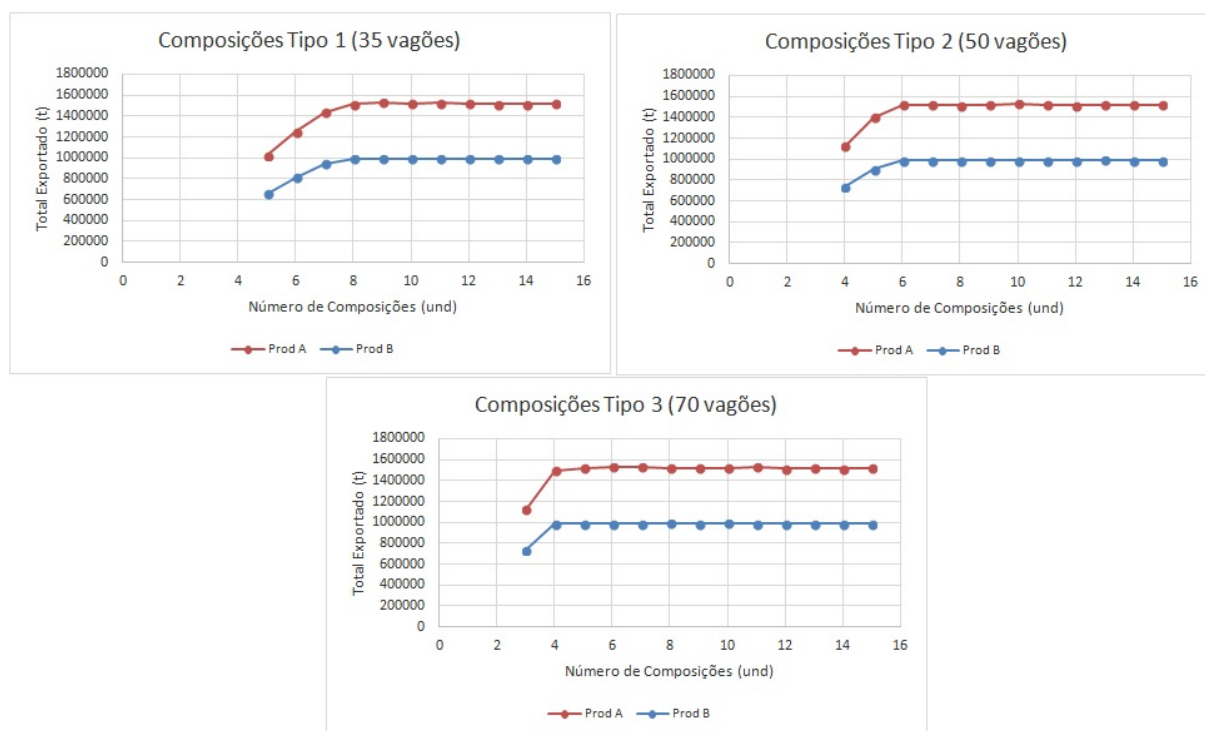 Composições Tipo 1 (35 vagões)
Total Exportado (t)
1800000
1600000
1400000
1200000
1000000
800000
600000
400000
200000
0
0 2 4 6 8 10 12 14 16
Número de Composições (und)
Prod A Prod B
Composições Tipo 2 (50 vagões)
Total Exportado (t)
1800000
1600000
1400000
1200000
1000000
800000
600000
400000
200000
0
0 2 4 6 8 10 12 14 16
Número de Composições (und)
Prod A Prod B
Composições Tipo 3 (70 vagões)
Total Exportado (t)
1800000
1600000
1400000
1200000
1000000
800000
600000
400000
200000
0
0 2 4 6 8 10 12 14 16
Número de Composições (und)
Prod A Prod B